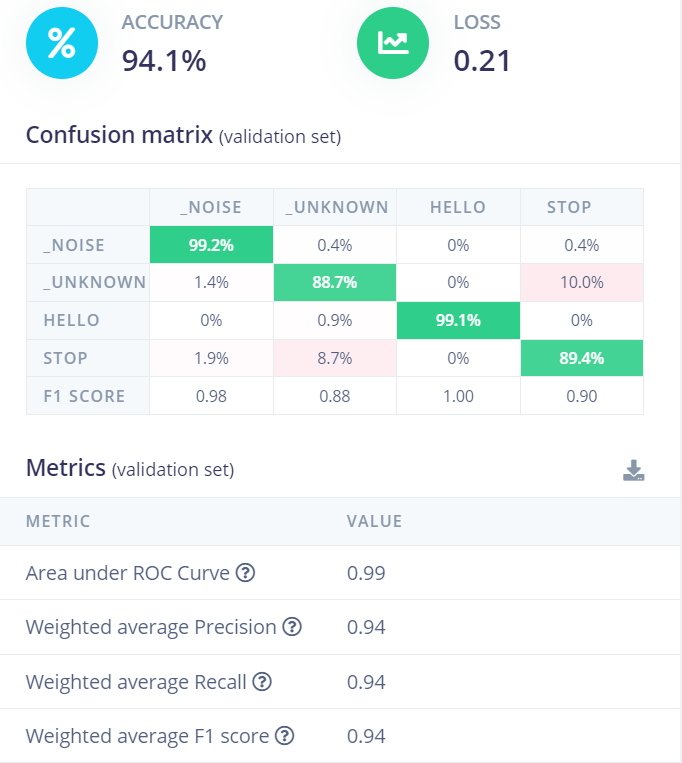 ACCURACY
94.1%
LOSS
0.21
Confusion matrix (validation set)
_NOISE _UNKNOWN HELLO STOP
_NOISE 99.2% 0.4% 0% 0.4%
_UNKNOWN 1.4% 88.7% 0% 10.0%
HELLO 0% 0.9% 99.1% 0%
STOP 1.9% 8.7% 0% 89.4%
F1 SCORE 0.98 0.88 1.00 0.90
Metrics (validation set)
METRIC VALUE
Area under ROC Curve ? 0.99
Weighted average Precision ? 0.94
Weighted average Recall ? 0.94
Weighted average F1 score ? 0.94